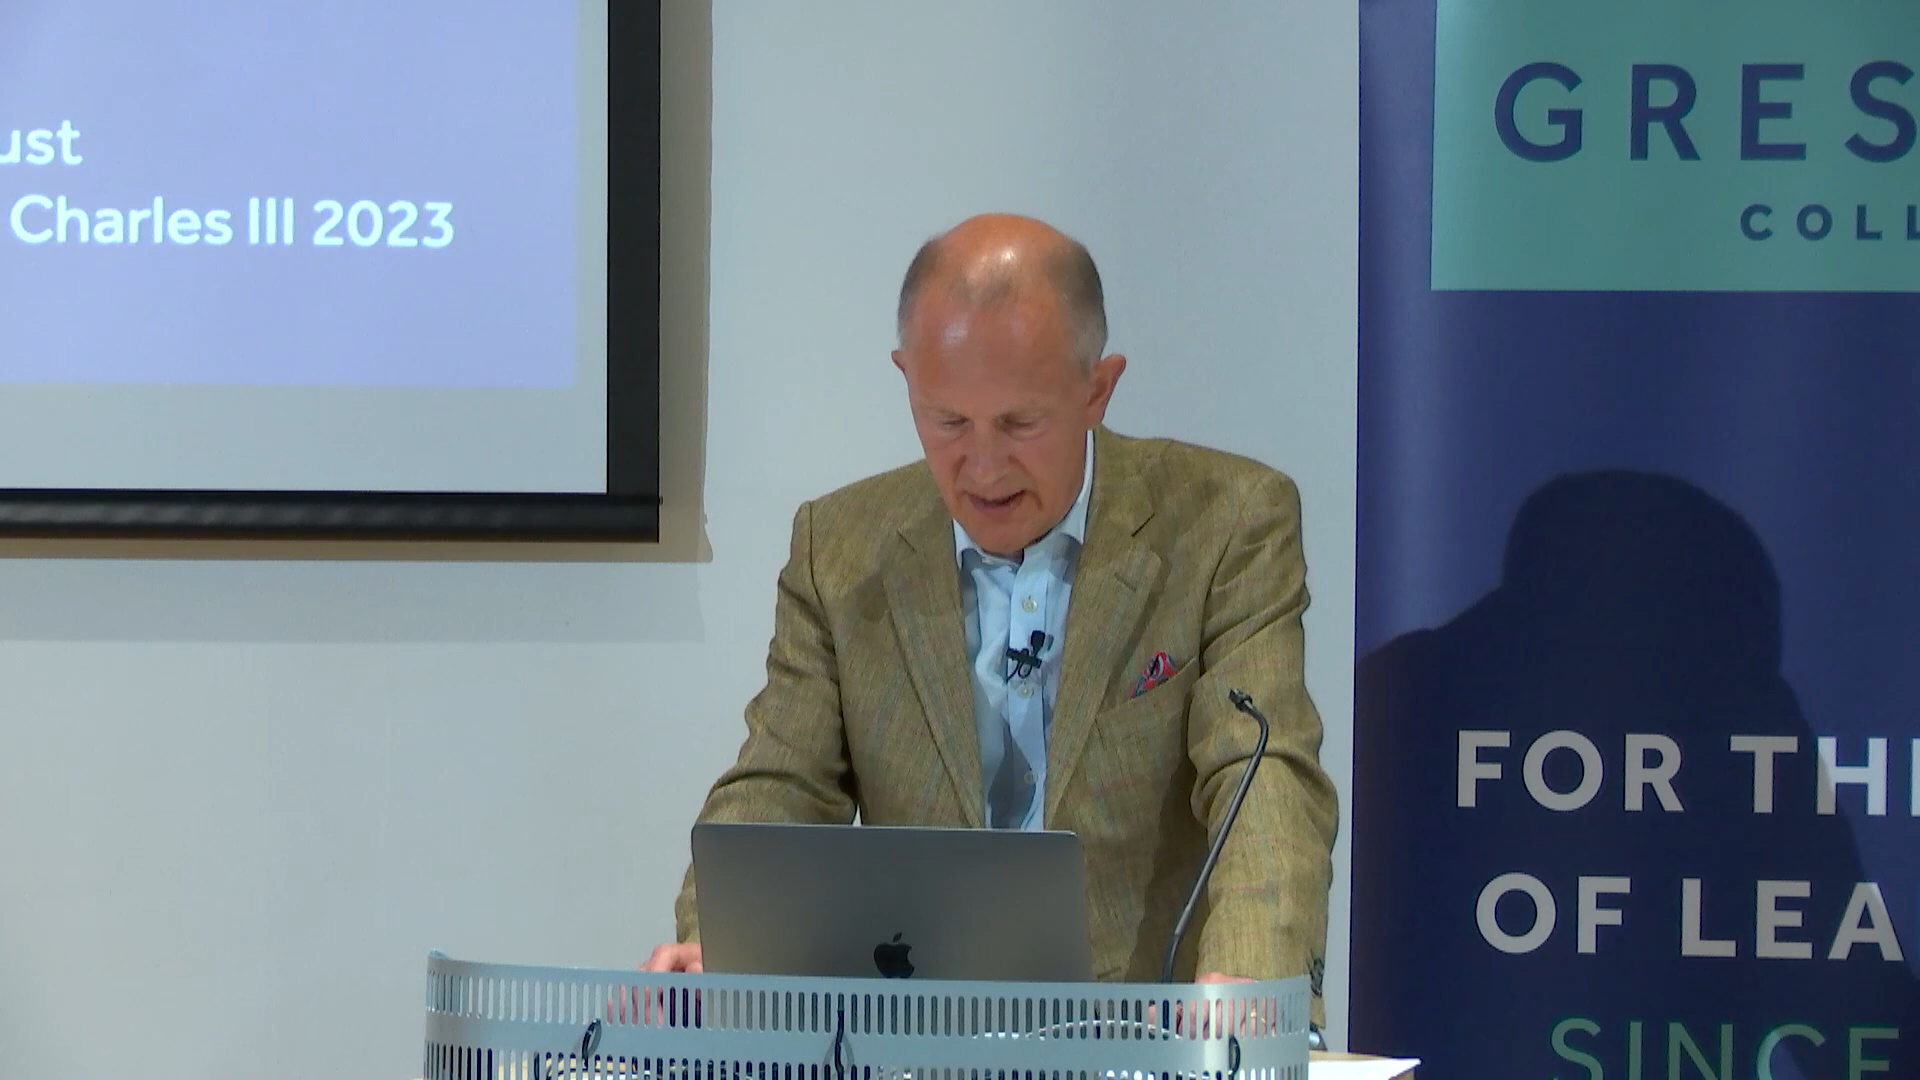 ust
Charles III 2023
GRES
COLL
FOR TH
OF LEA
SINCE